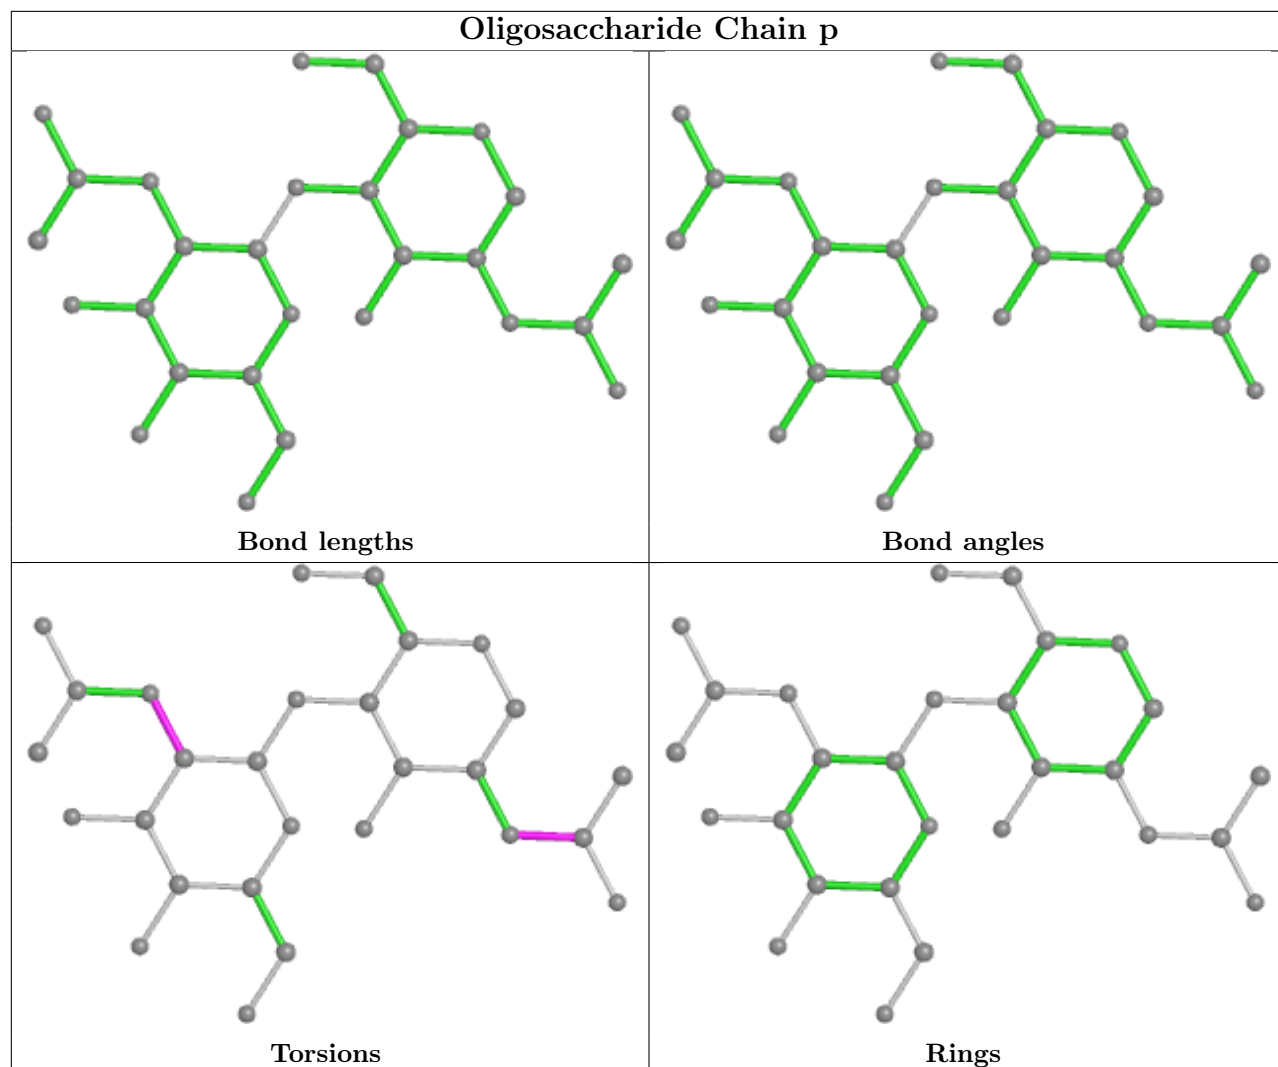 Oligosaccharide Chain p
Bond lengths
Bond angles
Torsions
Rings